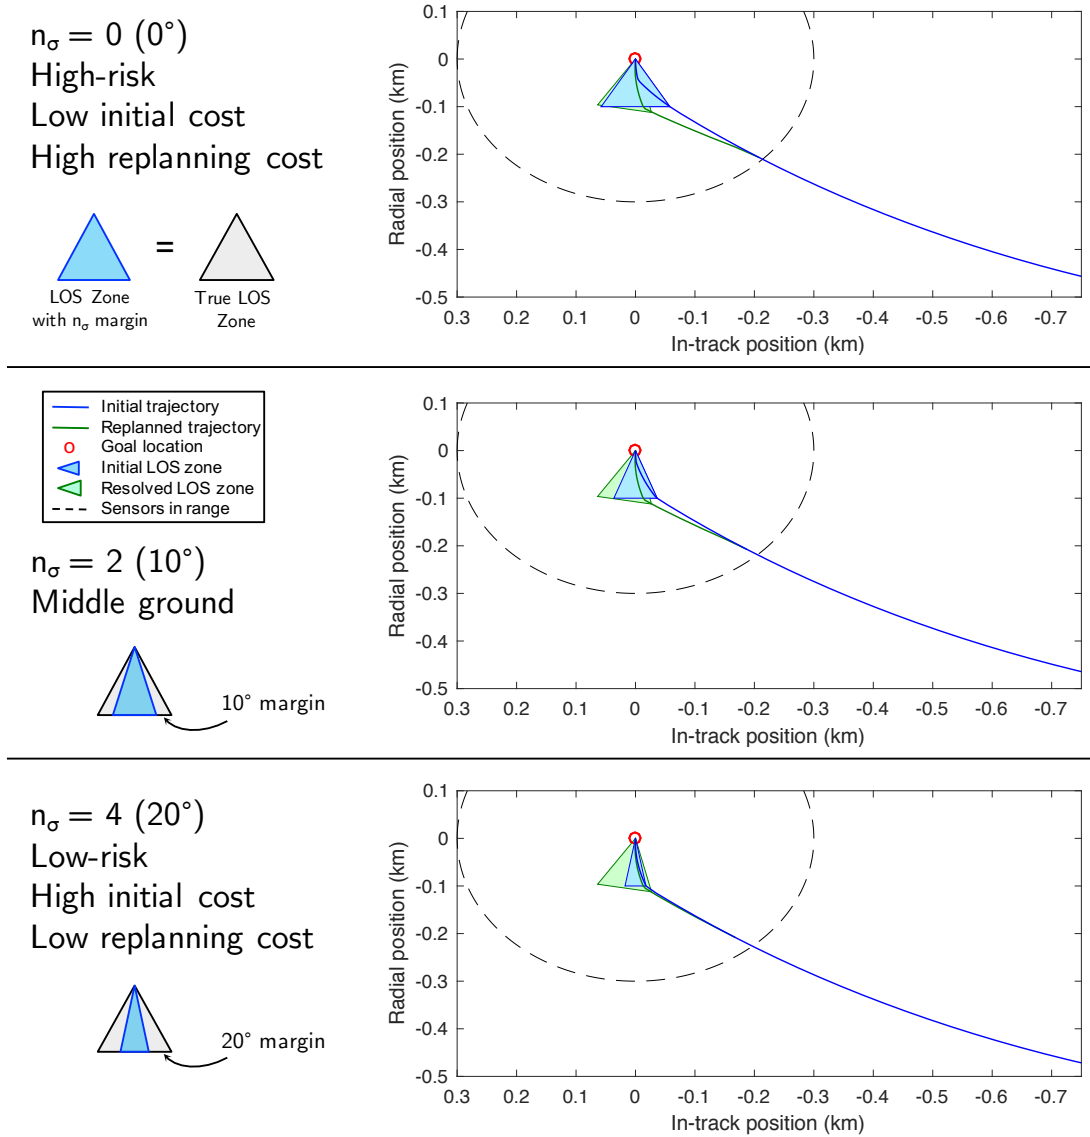 n_σ = 0 (0°)
High-risk
Low initial cost
High replanning cost
=
LOS Zone
with n_σ margin
True LOS
Zone
0.1
0
-0.1
-0.2
-0.3
-0.4
-0.5
Radial position (km)
0.3 0.2 0.1 0 -0.1 -0.2 -0.3 -0.4 -0.5 -0.6 -0.7
In-track position (km)
Initial trajectory
Replanned trajectory
Goal location
Initial LOS zone
Resolved LOS zone
Sensors in range
n_σ = 2 (10°)
Middle ground
10° margin
0.1
0
-0.1
-0.2
-0.3
-0.4
-0.5
Radial position (km)
0.3 0.2 0.1 0 -0.1 -0.2 -0.3 -0.4 -0.5 -0.6 -0.7
In-track position (km)
n_σ = 4 (20°)
Low-risk
High initial cost
Low replanning cost
20° margin
0.1
0
-0.1
-0.2
-0.3
-0.4
-0.5
Radial position (km)
0.3 0.2 0.1 0 -0.1 -0.2 -0.3 -0.4 -0.5 -0.6 -0.7
In-track position (km)